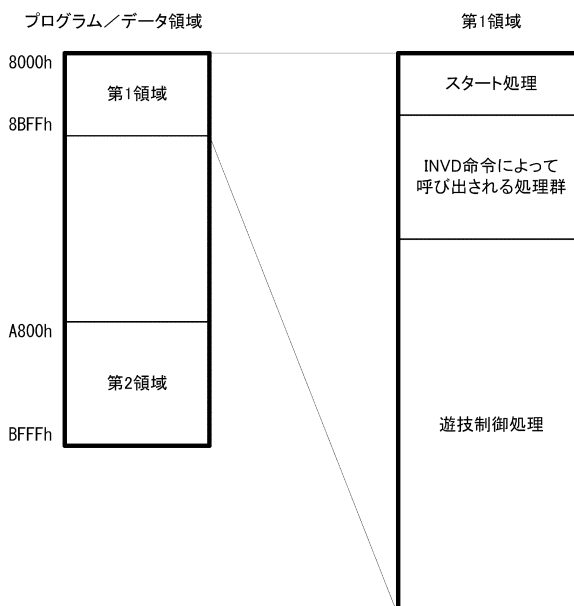 プログラム／データ領域
8000h
第1領域
8BFFh
A800h
第2領域
BFFFh
第1領域
スタート処理
INVD命令によって
呼び出される処理群
遊技制御処理